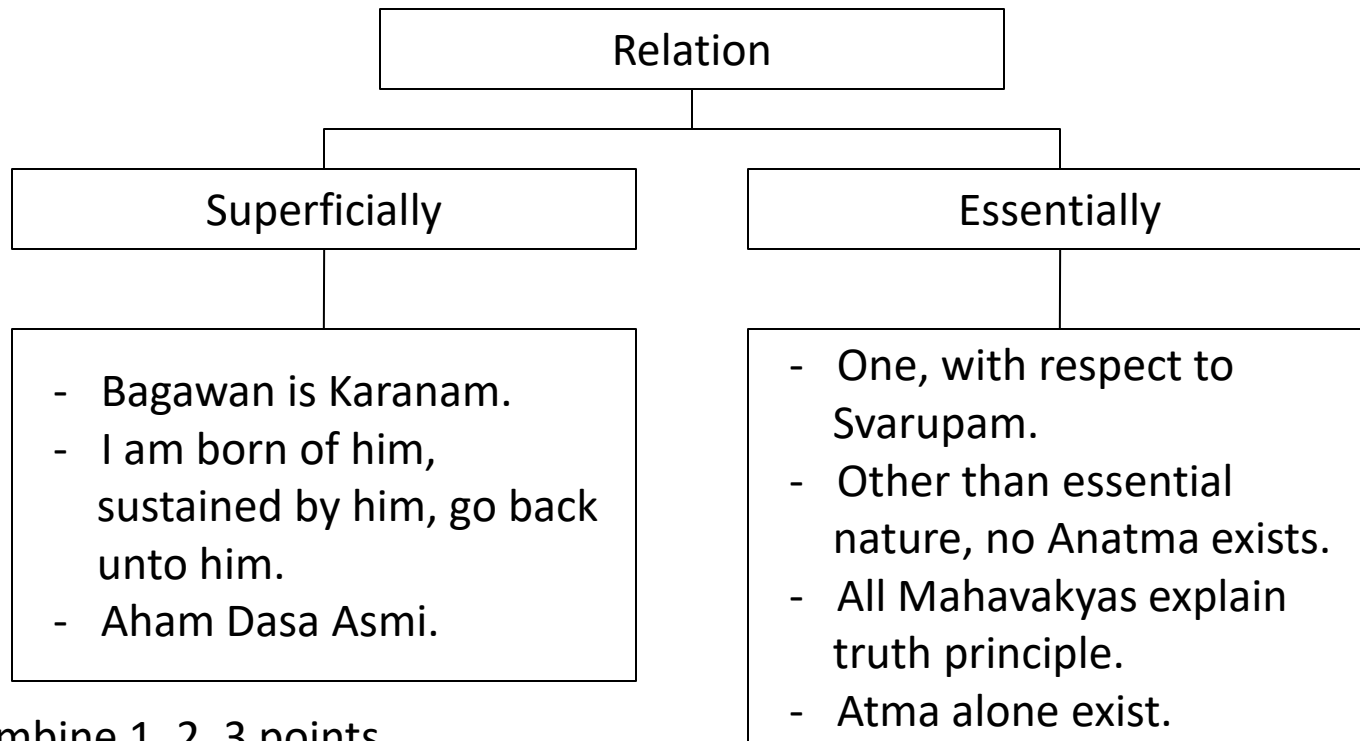 Relation
Superficially
Essentially
- Bagawan is Karanam.
- I am born of him,
sustained by him, go back
unto him.
- Aham Dasa Asmi.
- One, with respect to
Svarupam.
- Other than essential
nature, no Anatma exists.
- All Mahavakyas explain
truth principle.
- Atma alone exist.
1, 2, 3 points